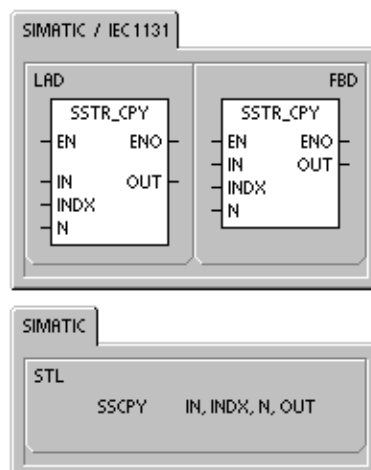 SIMATIC / IEC1131
LAD FBD
SSTR_CPY SSTR_CPY
EN ENO EN ENO
IN OUT IN OUT
INDX INDX
N N
SIMATIC
STL
SSCPY IN, INDX, N, OUT